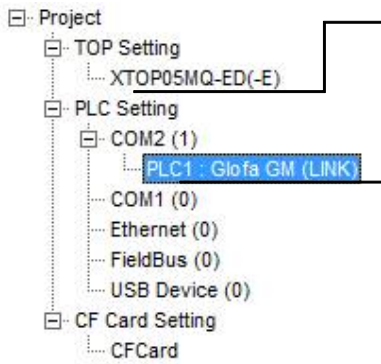 Project
TOP Setting
XTOP05MQ-ED(-E)
PLC Setting
COM2 (1)
PLC1 : Glofa GM (LINK)
COM1 (0)
Ethernet (0)
FieldBus (0)
USB Device (0)
CF Card Setting
CFCard